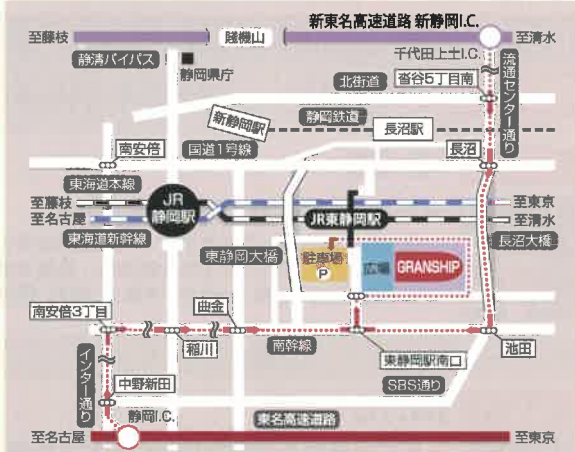 新東名高速道路 新静岡I.C.
至藤枝
賤機山
至清水
千代田上土I.C.
静清バイパス
静岡県庁
流通センター通り
北街道
沓谷5丁目南
新静岡駅
静岡鉄道
長沼駅
国道1号線
南安倍
長沼
東海道本線
至藤枝
至名古屋
JR
静岡駅
JR東静岡駅
至東京
至清水
東海道新幹線
東静岡大橋
長沼大橋
駐車場
P
広場
GRANSHIP
南安倍3丁目
曲金
稲川
南幹線
東静岡駅南口
池田
SBS通り
インター通り
中野新田
静岡I.C.
東名高速道路
至名古屋
至東京